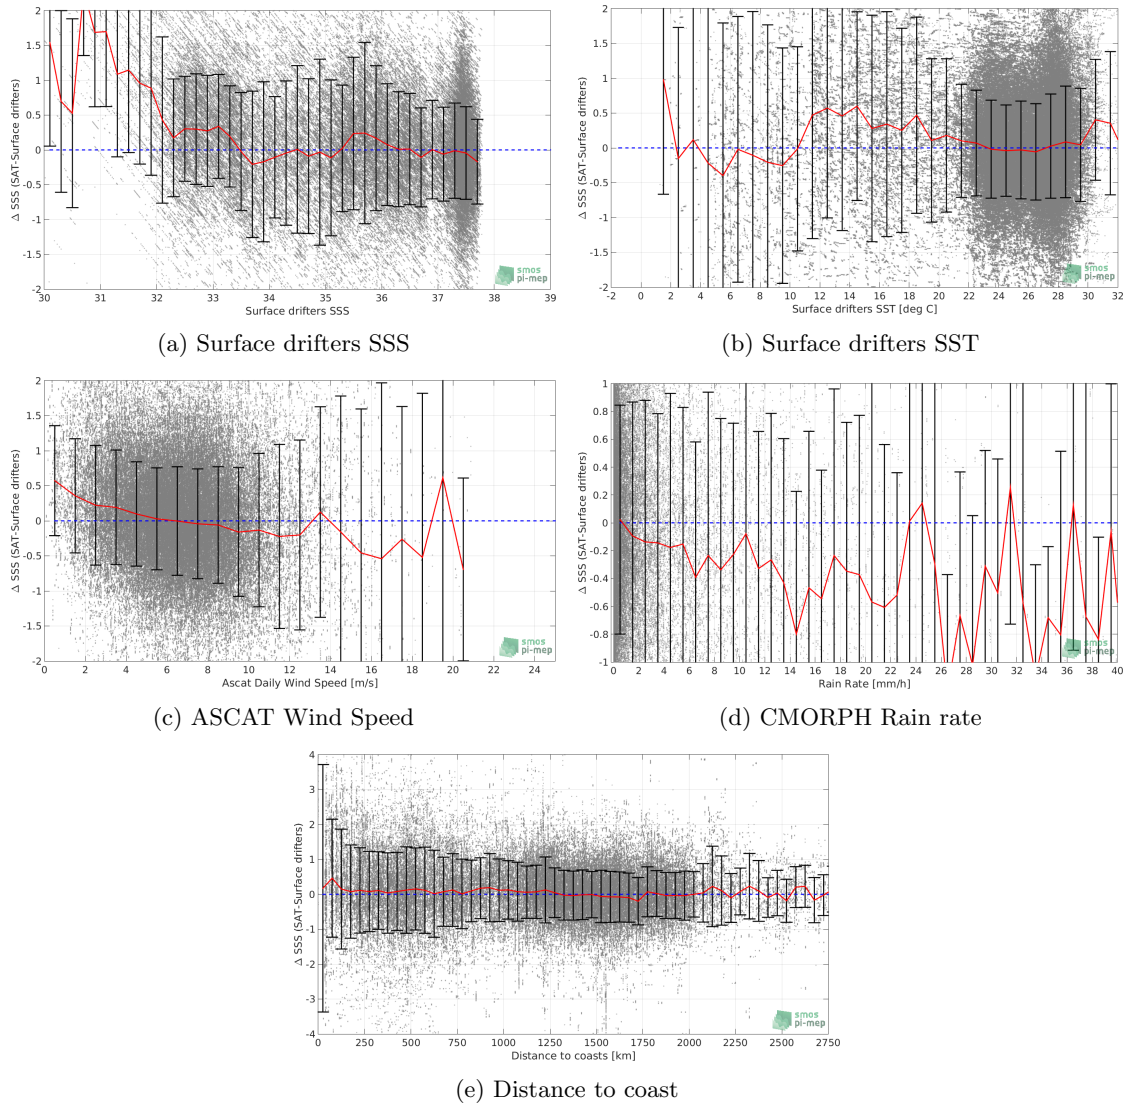 2
1.5
1
0.5
0
-0.5
-1
-1.5
-2
Δ SSS (SAT-Surface drifters)
30 31 32 33 34 35 36 37 38 39
Surface drifters SSS
smos
pi-mep
(a) Surface drifters SSS
2
1.5
1
0.5
0
-0.5
-1
-1.5
-2
Δ SSS (SAT-Surface drifters)
-2 0 2 4 6 8 10 12 14 16 18 20 22 24 26 28 30 32
Surface drifters SST [deg C]
smos
pi-mep
(b) Surface drifters SST
2
1.5
1
0.5
0
-0.5
-1
-1.5
-2
Δ SSS (SAT-Surface drifters)
0 2 4 6 8 10 12 14 16 18 20 22 24
Ascat Daily Wind Speed [m/s]
smos
pi-mep
(c) ASCAT Wind Speed
1
0.8
0.6
0.4
0.2
0
-0.2
-0.4
-0.6
-0.8
-1
Δ SSS (SAT-Surface drifters)
0 2 4 6 8 10 12 14 16 18 20 22 24 26 28 30 32 34 36 38 40
Rain Rate [mm/h]
smos
pi-mep
(d) CMORPH Rain rate
4
3
2
1
0
-1
-2
-3
-4
Δ SSS (SAT-Surface drifters)
0 250 500 750 1000 1250 1500 1750 2000 2250 2500 2750
Distance to coasts [km]
smos
pi-mep
(e) Distance to coast